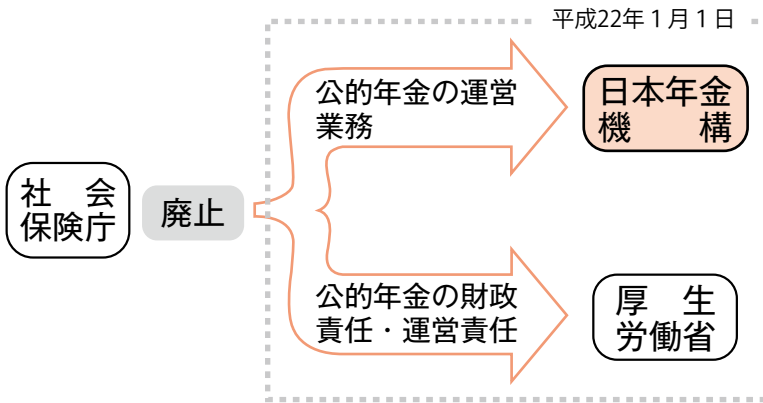 平成22年１月１日
公的年金の運営
業務
日本年金
機　　構
社　会
保険庁
廃止
公的年金の財政
責任・運営責任
厚　生
労働省